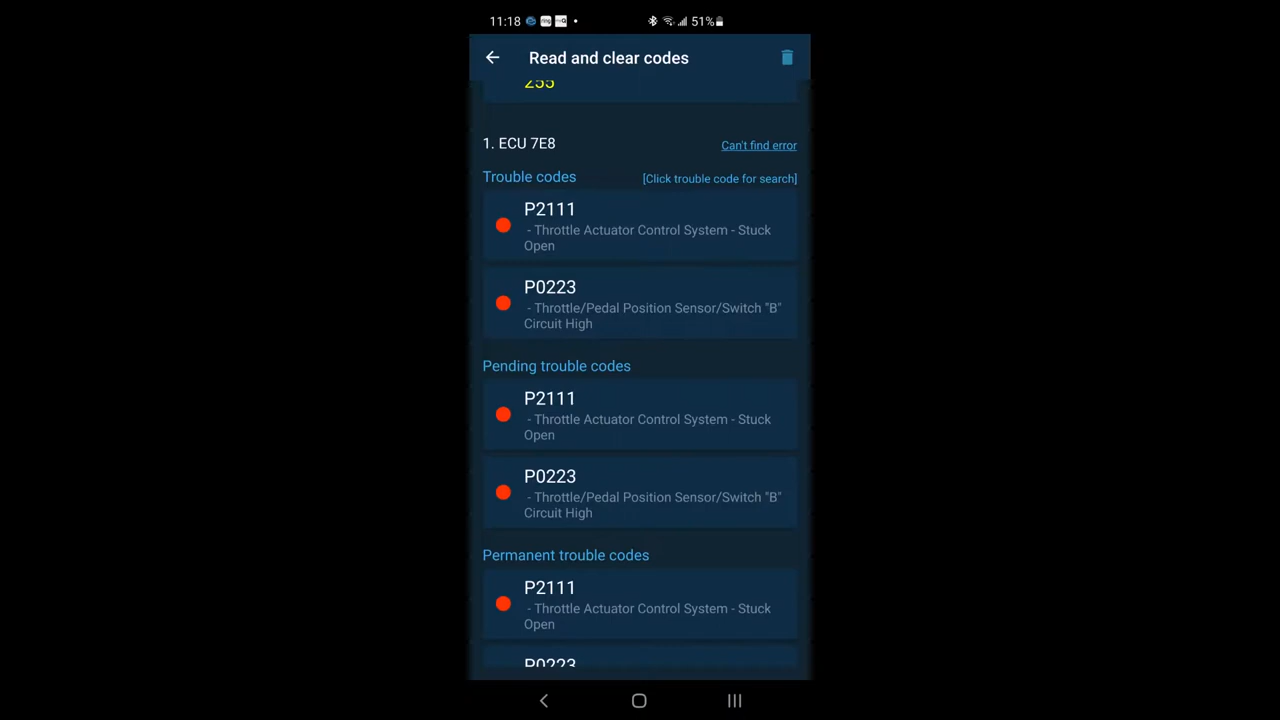 11:18 ring 51%
Read and clear codes
255
1. ECU 7E8 Can't find error
Trouble codes [Click trouble code for search]
P2111
- Throttle Actuator Control System - Stuck
Open
P0223
- Throttle/Pedal Position Sensor/Switch "B"
Circuit High
Pending trouble codes
P2111
- Throttle Actuator Control System - Stuck
Open
P0223
- Throttle/Pedal Position Sensor/Switch "B"
Circuit High
Permanent trouble codes
P2111
- Throttle Actuator Control System - Stuck
Open
P0223